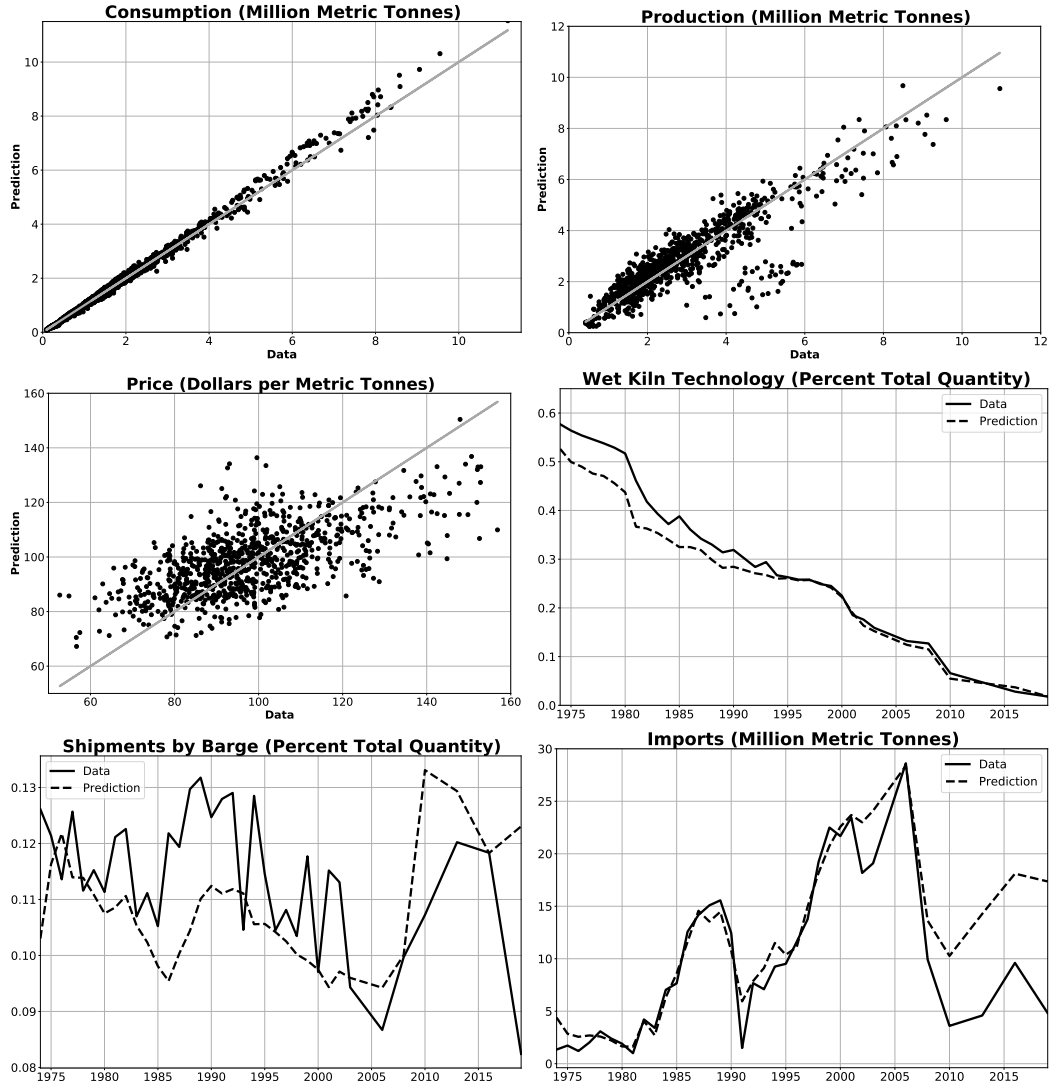 Consumption (Million Metric Tonnes)
10
8
6
4
2
0
0 2 4 6 8 10
Prediction
Data
Production (Million Metric Tonnes)
12
10
8
6
4
2
0
0 2 4 6 8 10 12
Prediction
Data
Price (Dollars per Metric Tonnes)
160
140
120
100
80
60
60 80 100 120 140 160
Prediction
Data
Wet Kiln Technology (Percent Total Quantity)
Data
Prediction
0.6
0.5
0.4
0.3
0.2
0.1
0.0
1975 1980 1985 1990 1995 2000 2005 2010 2015
Shipments by Barge (Percent Total Quantity)
Data
Prediction
0.13
0.12
0.11
0.10
0.09
0.08
1975 1980 1985 1990 1995 2000 2005 2010 2015
Imports (Million Metric Tonnes)
Data
Prediction
30
25
20
15
10
5
0
1975 1980 1985 1990 1995 2000 2005 2010 2015